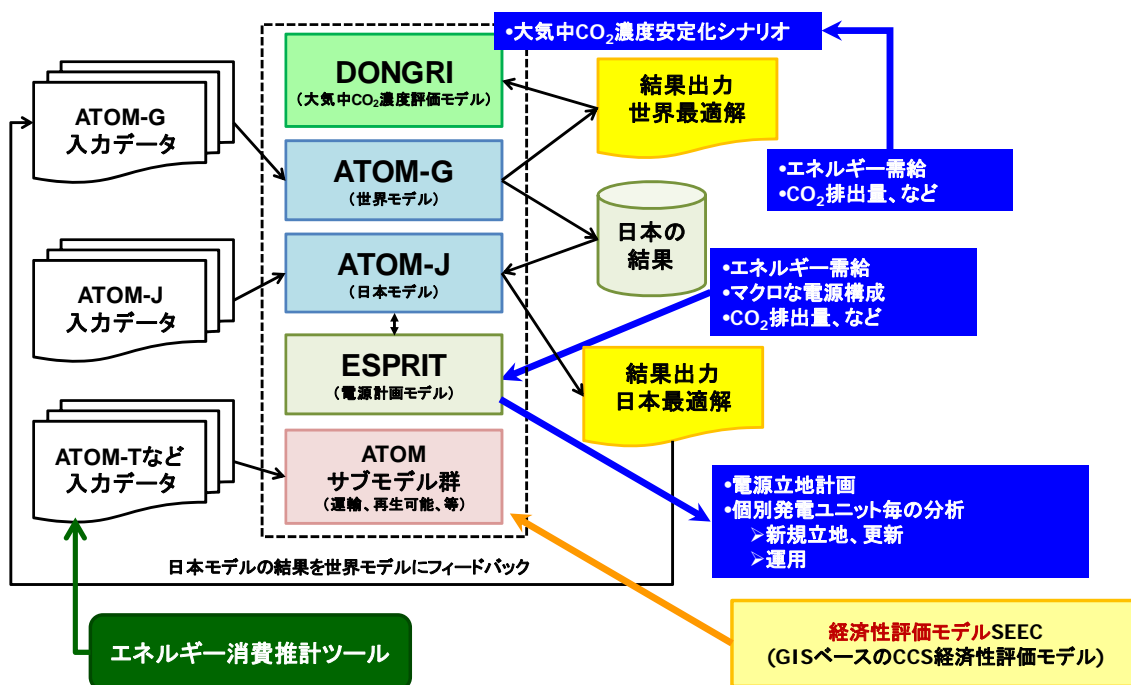 •大気中CO₂濃度安定化シナリオ
DONGRI
(大気中CO₂濃度評価モデル)
結果出力
世界最適解
ATOM-G
入力データ
ATOM-G
(世界モデル)
•エネルギー需給
•CO₂排出量、など
日本の
結果
ATOM-J
入力データ
ATOM-J
(日本モデル)
•エネルギー需給
•マクロな電源構成
•CO₂排出量、など
ESPRIT
(電源計画モデル)
結果出力
日本最適解
ATOM-Tなど
入力データ
ATOM
サブモデル群
(運輸、再生可能、等)
•電源立地計画
•個別発電ユニット毎の分析
➢新規立地、更新
➢運用
日本モデルの結果を世界モデルにフィードバック
エネルギー消費推計ツール
経済性評価モデルSEEC
(GISベースのCCS経済性評価モデル)